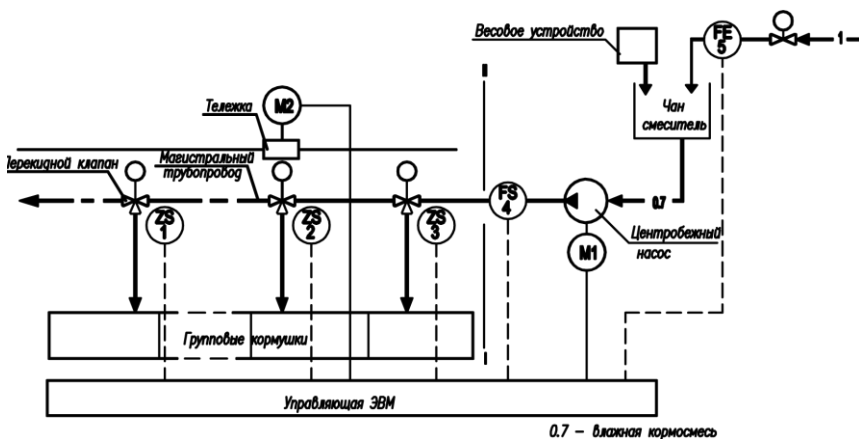 Весовое устройство
FE
5
1
Тележка
M2
Чан
смеситель
Перекидной клапан
Магистральный
трубопровод
FS
4
0.7
ZS
1
ZS
2
ZS
3
Центробежный
насос
M1
Групповые кормушки
Управляющая ЭВМ
0.7 – влажная кормосмесь